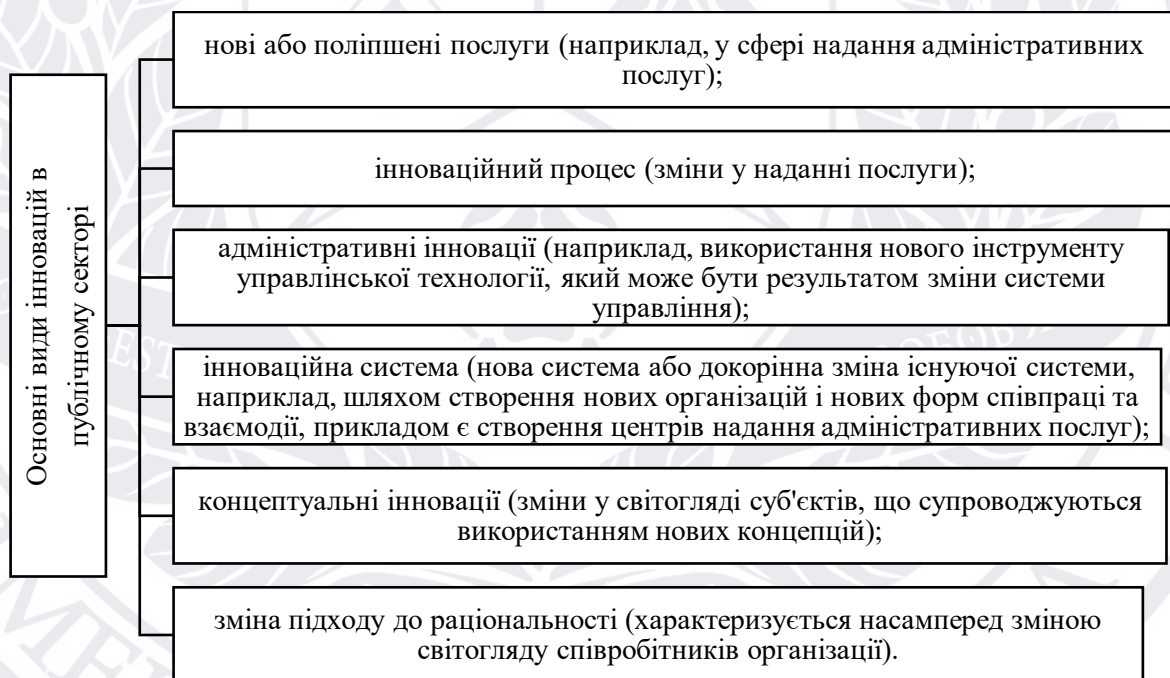 Основні види інновацій в
публічному секторі
нові або поліпшені послуги (наприклад, у сфері надання адміністративних
послуг);
інноваційний процес (зміни у наданні послуги);
адміністративні інновації (наприклад, використання нового інструменту
управлінської технології, який може бути результатом зміни системи
управління);
інноваційна система (нова система або докорінна зміна існуючої системи,
наприклад, шляхом створення нових організацій і нових форм співпраці та
взаємодії, прикладом є створення центрів надання адміністративних послуг);
концептуальні інновації (зміни у світогляді суб'єктів, що супроводжуються
використанням нових концепцій);
зміна підходу до раціональності (характеризується насамперед зміною
світогляду співробітників організації).